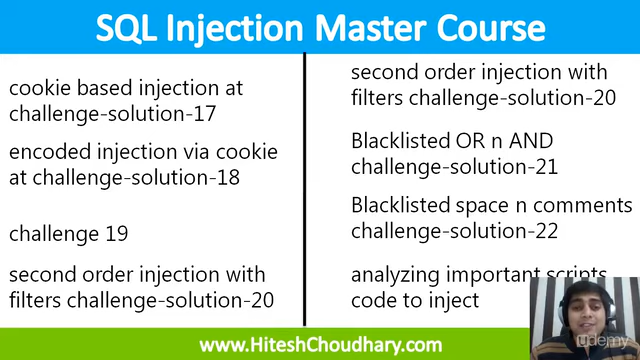 SQL Injection Master Course
cookie based injection at
challenge-solution-17
encoded injection via cookie
at challenge-solution-18
challenge 19
second order injection with
filters challenge-solution-20
second order injection with
filters challenge-solution-20
Blacklisted OR n AND
challenge-solution-21
Blacklisted space n comments
challenge-solution-22
analyzing important scripts
code to inject
udemy
www.HiteshChoudhary.com